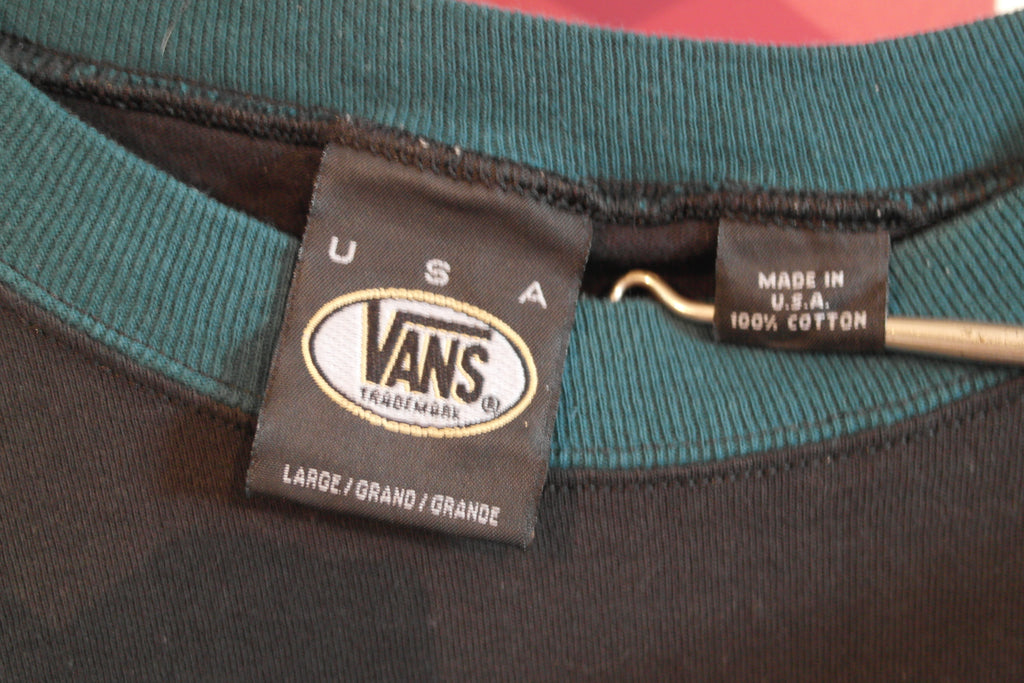 U S A
VANS
TRADEMARK ®
LARGE/GRAND/GRANDE
MADE IN
U.S.A.
100% COTTON